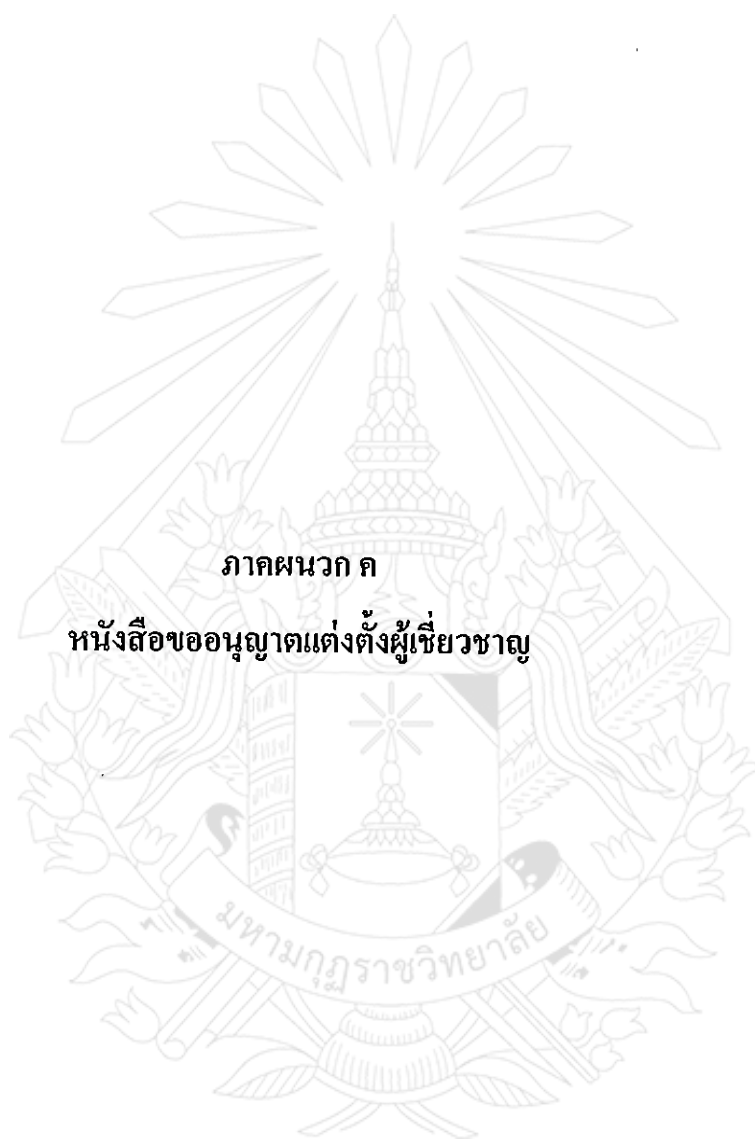 ภาคผนวก ค
หนังสือขออนุญาตแต่งตั้งผู้เชี่ยวชาญ
มหามกุฏราชวิทยาลัย